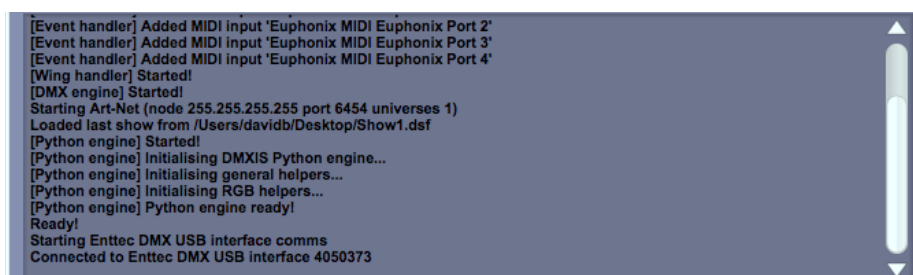 [Event handler] Added MIDI input 'Euphonix MIDI Euphonix Port 2'
[Event handler] Added MIDI input 'Euphonix MIDI Euphonix Port 3'
[Event handler] Added MIDI input 'Euphonix MIDI Euphonix Port 4'
[Wing handler] Started!
[DMX engine] Started!
Starting Art-Net (node 255.255.255.255 port 6454 universes 1)
Loaded last show from /Users/davidb/Desktop/Show1.dsf
[Python engine] Started!
[Python engine] Initialising DMXIS Python engine...
[Python engine] Initialising general helpers...
[Python engine] Initialising RGB helpers...
[Python engine] Python engine ready!
Ready!
Starting Enttec DMX USB interface comms
Connected to Enttec DMX USB interface 4050373